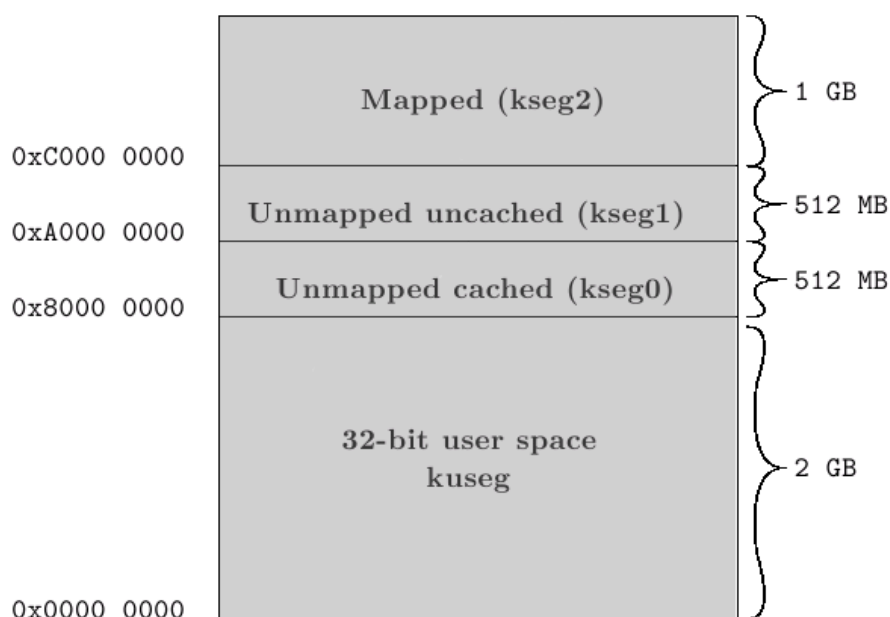 Mapped (kseg2)
1 GB
0xC000 0000
Unmapped uncached (kseg1)
512 MB
0xA000 0000
Unmapped cached (kseg0)
512 MB
0x8000 0000
32-bit user space
kuseg
2 GB
0x0000 0000